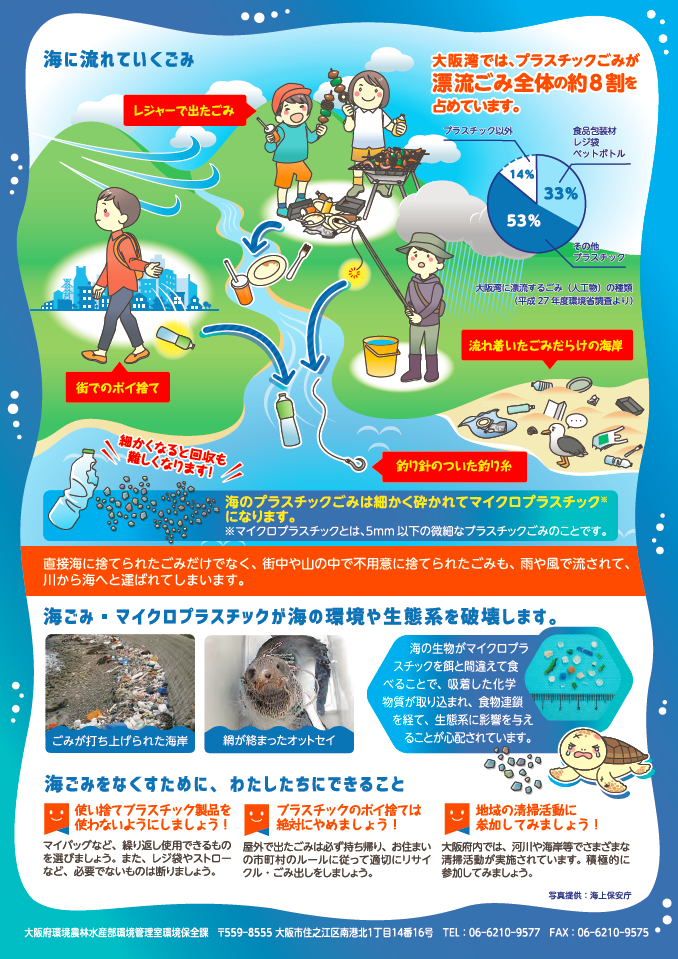 海に流れていくごみ
大阪湾では、プラスチックごみが
漂流ごみ全体の約8割を
占めています。
レジャーで出たごみ
プラスチック以外
食品包装材
レジ袋
ペットボトル
14%
33%
53%
その他
プラスチック
大阪湾に漂流するごみ（人工物）の種類
（平成27年度環境省調査より）
流れ着いたごみだらけの海岸
街でのポイ捨て
細かくなると回収も
難しくなります！
釣り針のついた釣り糸
海のプラスチックごみは細かく砕かれてマイクロプラスチック※
になります。
※マイクロプラスチックとは、5mm以下の微細なプラスチックごみのことです。
直接海に捨てられたごみだけでなく、街中や山の中で不用意に捨てられたごみも、雨や風で流されて、
川から海へと運ばれてしまいます。
海ごみ・マイクロプラスチックが海の環境や生態系を破壊します。
ごみが打ち上げられた海岸
網が絡まったオットセイ
海の生物がマイクロプラ
スチックを餌と間違えて食
べることで、吸着した化学
物質が取り込まれ、食物連鎖
を経て、生態系に影響を与え
ることが心配されています。
海ごみをなくすために、わたしたちにできること
使い捨てプラスチック製品を
使わないようにしましょう！
マイバッグなど、繰り返し使用できるもの
を選びましょう。また、レジ袋やストロー
など、必要でないものは断りましょう。
プラスチックのポイ捨ては
絶対にやめましょう！
屋外で出たごみは必ず持ち帰り、お住まい
の市町村のルールに従って適切にリサイ
クル・ごみ出しをしましょう。
地域の清掃活動に
参加してみましょう！
大阪府内では、河川や海岸等でさまざまな
清掃活動が実施されています。積極的に
参加してみましょう。
写真提供：海上保安庁
大阪府環境農林水産部環境管理室環境保全課　〒559-8555 大阪市住之江区南港北1丁目14番16号　TEL：06-6210-9577　FAX：06-6210-9575